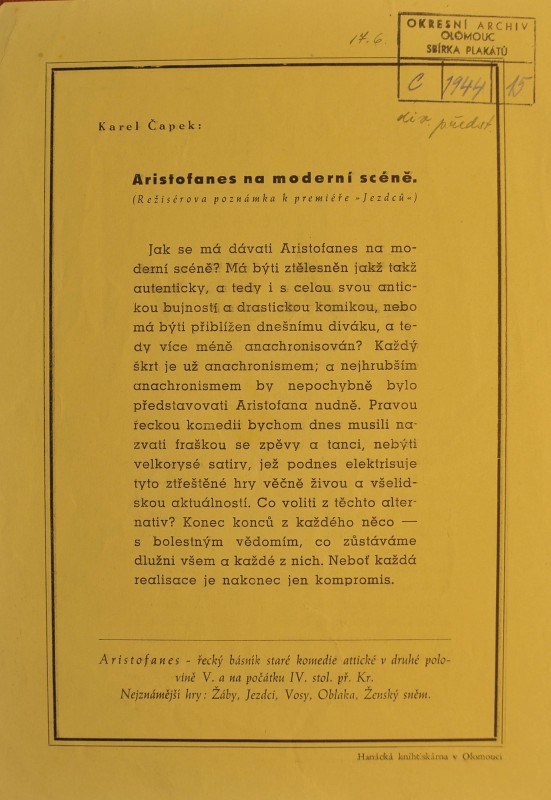 17. 6.
OKRESNÍ ARCHIV
OLOMOUC
SBÍRKA PLAKÁTŮ
C 1944 15
div. předst
Karel Čapek:
Aristofanes na moderní scéně.
(Režisérova poznámka k premiéře »Jezdců«)
Jak se má dávati Aristofanes na mo-
derní scéně? Má býti ztělesněn jakž takž
autenticky, a tedy i s celou svou antic-
kou bujností a drastickou komikou, nebo
má býti přiblížen dnešnímu diváku, a te-
dy více méně anachronisován? Každý
škrt je už anachronismem; a nejhrubším
anachronismem by nepochybně bylo
představovati Aristofana nudně. Pravou
řeckou komedii bychom dnes musili na-
zvati fraškou se zpěvy a tanci, nebýti
velkorysé satiry, jež podnes elektrisuje
tyto ztřeštěné hry věčně živou a všelid-
skou aktuálností. Co voliti z těchto alter-
nativ? Konec konců z každého něco —
s bolestným vědomím, co zůstáváme
dlužni všem a každé z nich. Neboť každá
realisace je nakonec jen kompromis.
Aristofanes - řecký básník staré komedie attické v druhé polo-
vině V. a na počátku IV. stol. př. Kr.
Nejznámější hry: Žáby, Jezdci, Vosy, Oblaka, Ženský sněm.
Hanácká knihtiskárna v Olomouci